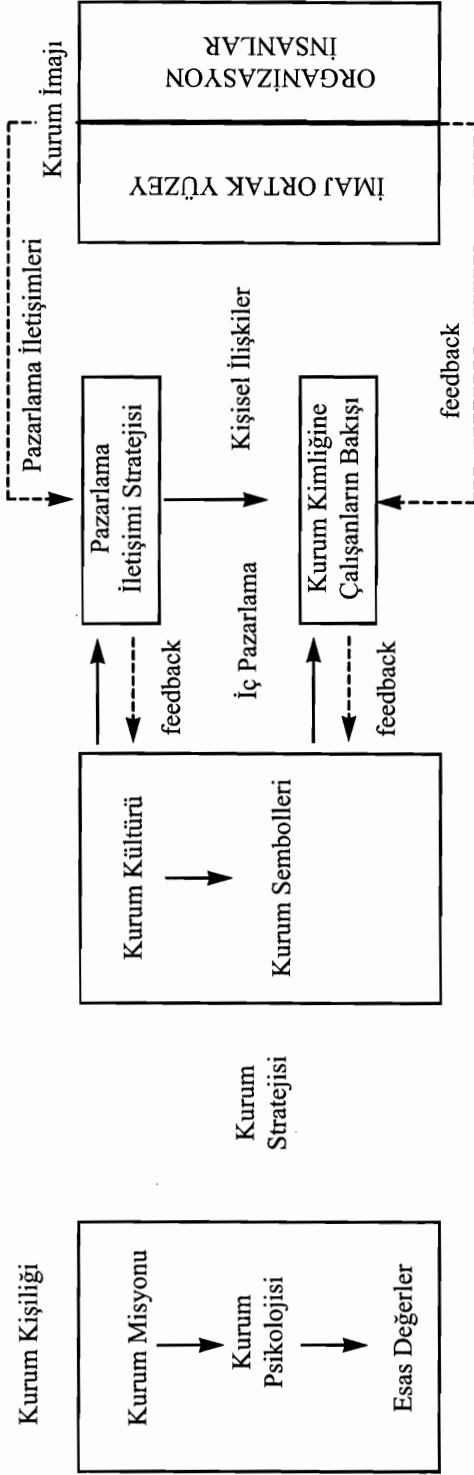 Kurum Kişiliği
Kurum Misyonu
Kurum
Psikolojisi
Esas Değerler
Kurum
Stratejisi
Kurum Kültürü
Kurum Sembolleri
feedback
feedback
İç Pazarlama
Pazarlama
İletişimi Stratejisi
Kurum Kimliğine
Çalışanların Bakışı
Pazarlama İletişimleri
Kişisel İlişkiler
feedback
Kurum İmajı
İMAJ ORTAK YÜZEY
ORGANİZASYON
İNSANLAR